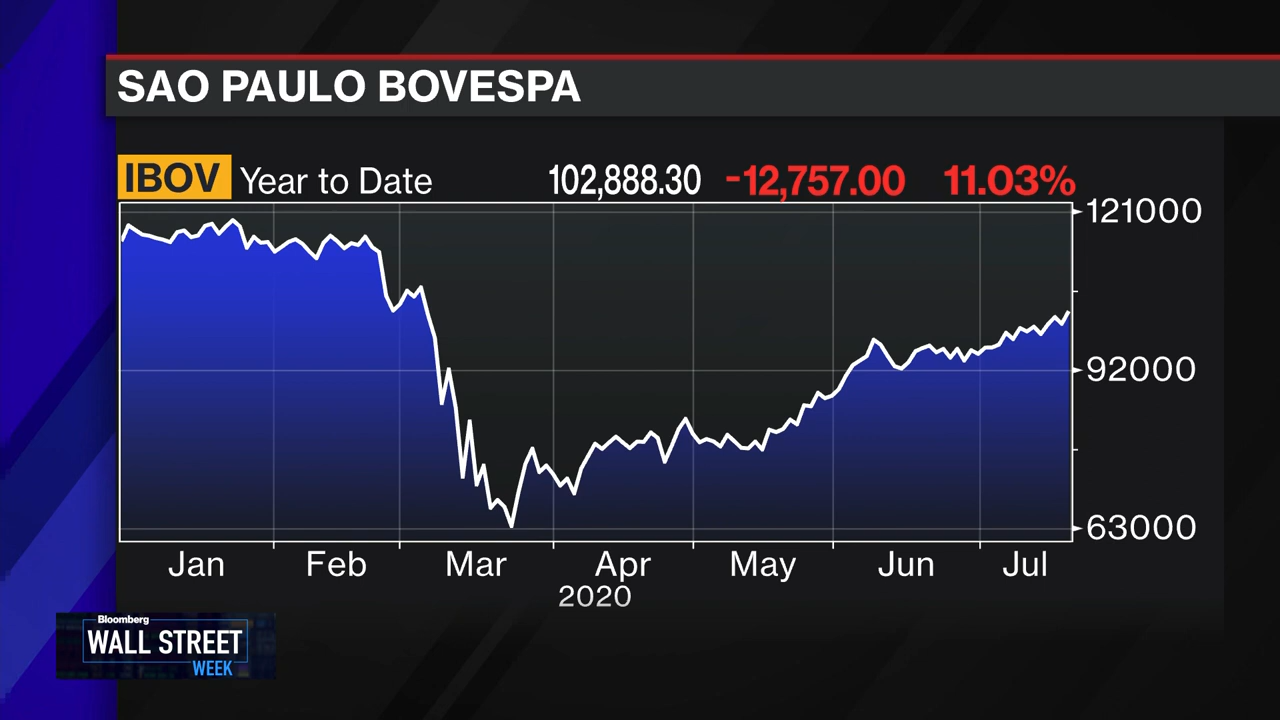 SAO PAULO BOVESPA
IBOV Year to Date 102,888.30 -12,757.00 11.03%
121000
92000
63000
Jan Feb Mar Apr May Jun Jul
2020
Bloomberg
WALL STREET
WEEK